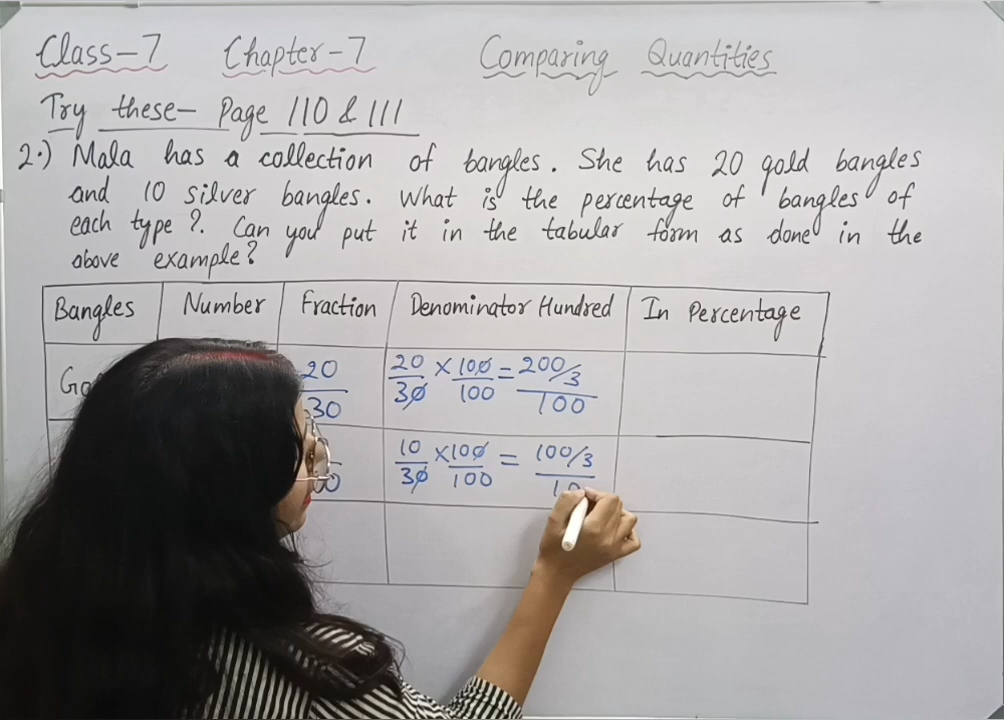 Class-7 Chapter-7 Comparing Quantities
Try these- Page 110 & 111
2.) Mala has a collection of bangles. She has 20 gold bangles
and 10 silver bangles. What is the percentage of bangles of
each type? Can you put it in the tabular form as done in the
above example?
Bangles Number Fraction Denominator Hundred In Percentage
20/30 20/30 × 100/100 = 200/3/100
10/30 × 100/100 = 100/3/10